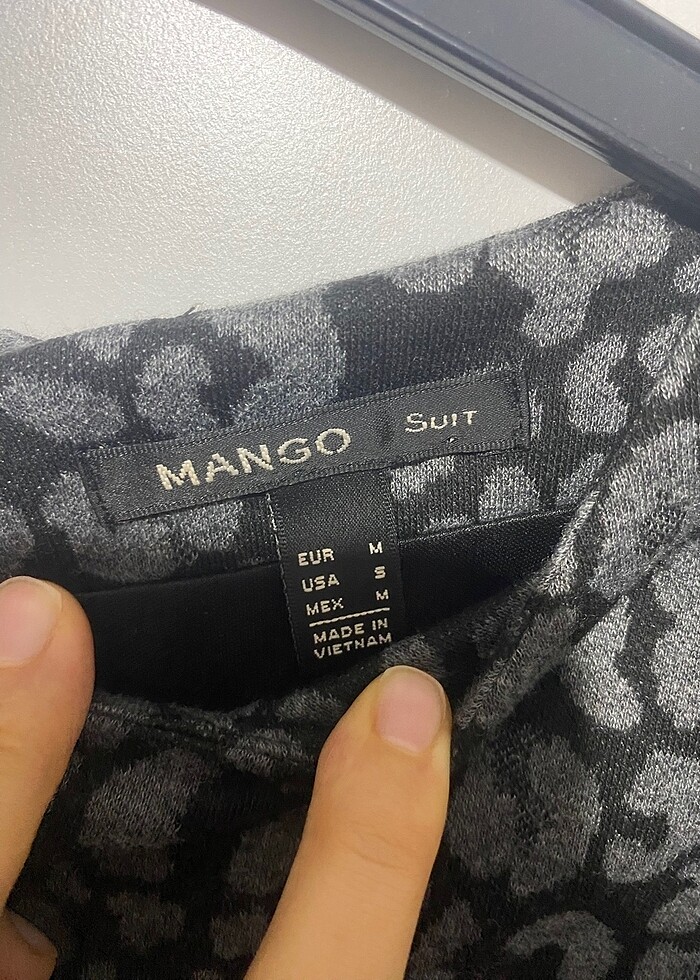 MANGO SUIT
EUR M
USA S
MEX M
MADE IN
VIETNAM